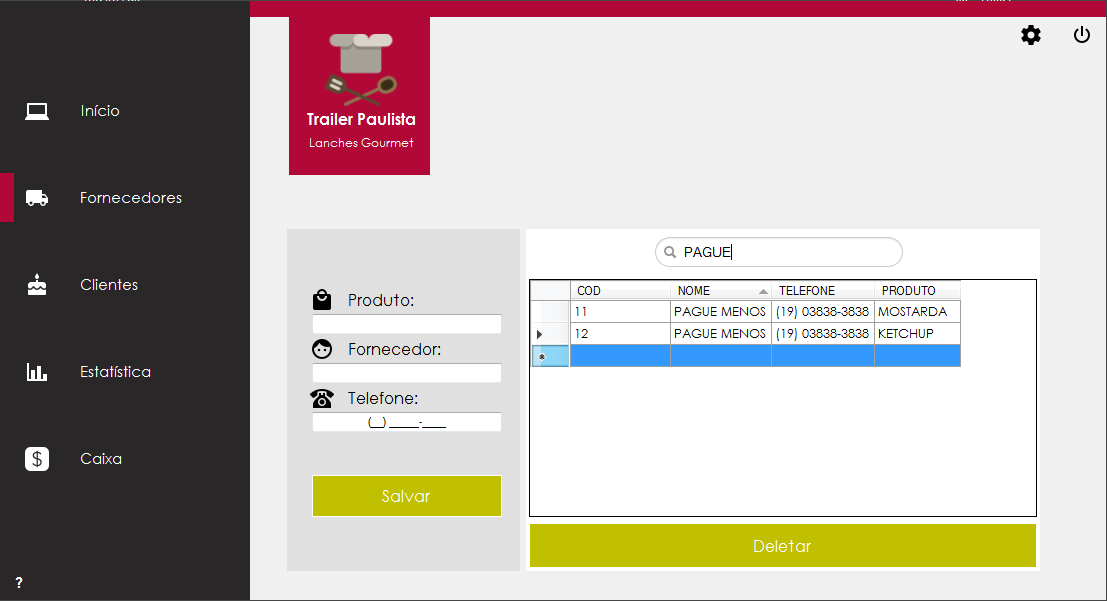 Trailer Paulista
Lanches Gourmet
Início
Fornecedores
Clientes
Estatística
$ Caixa
?
Produto:
Fornecedor:
Telefone:
(__) _____-____
Salvar
PAGUE
COD NOME TELEFONE PRODUTO
11 PAGUE MENOS (19) 03838-3838 MOSTARDA
12 PAGUE MENOS (19) 03838-3838 KETCHUP
Deletar